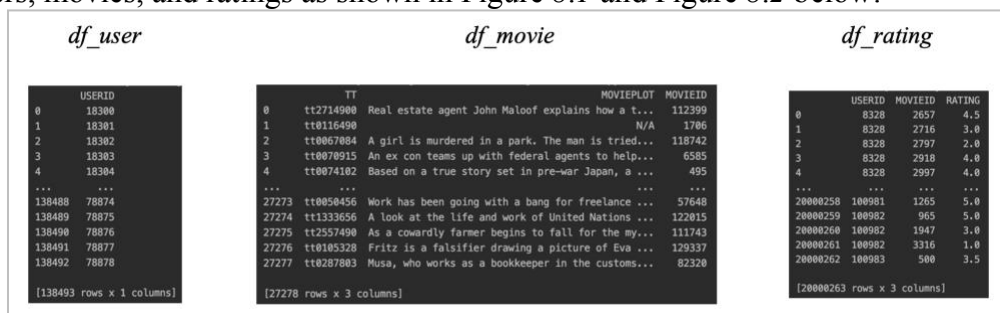 ers, movies, and ratings as shown in Figure 8.1 and Figure 8.2 below.
df_user
USERID
0 18300
1 18301
2 18302
3 18303
4 18304
... ...
138488 78874
138489 78875
138490 78876
138491 78877
138492 78878
[138493 rows x 1 columns]
df_movie
TT MOVIEPLOT MOVIEID
0 tt2714900 Real estate agent John Maloof explains how a t... 112399
1 tt0116490 N/A 1706
2 tt0067084 A girl is murdered in a park. The man is tried... 118742
3 tt0070915 An ex con teams up with federal agents to help... 6585
4 tt0074102 Based on a true story set in pre-war Japan, a ... 495
... ... ... ...
27273 tt0050456 Work has been going with a bang for freelance ... 57648
27274 tt1333656 A look at the life and work of United Nations ... 122015
27275 tt2557490 As a cowardly farmer begins to fall for the my... 111743
27276 tt0105328 Fritz is a falsifier drawing a picture of Eva ... 129337
27277 tt0287803 Musa, who works as a bookkeeper in the customs... 82320
[27278 rows x 3 columns]
df_rating
USERID MOVIEID RATING
0 8328 2657 4.5
1 8328 2716 3.0
2 8328 2797 2.0
3 8328 2918 4.0
4 8328 2997 4.0
... ... ... ...
20000258 100981 1265 5.0
20000259 100982 965 5.0
20000260 100982 1947 3.0
20000261 100982 3316 1.0
20000262 100983 500 3.5
[20000263 rows x 3 columns]